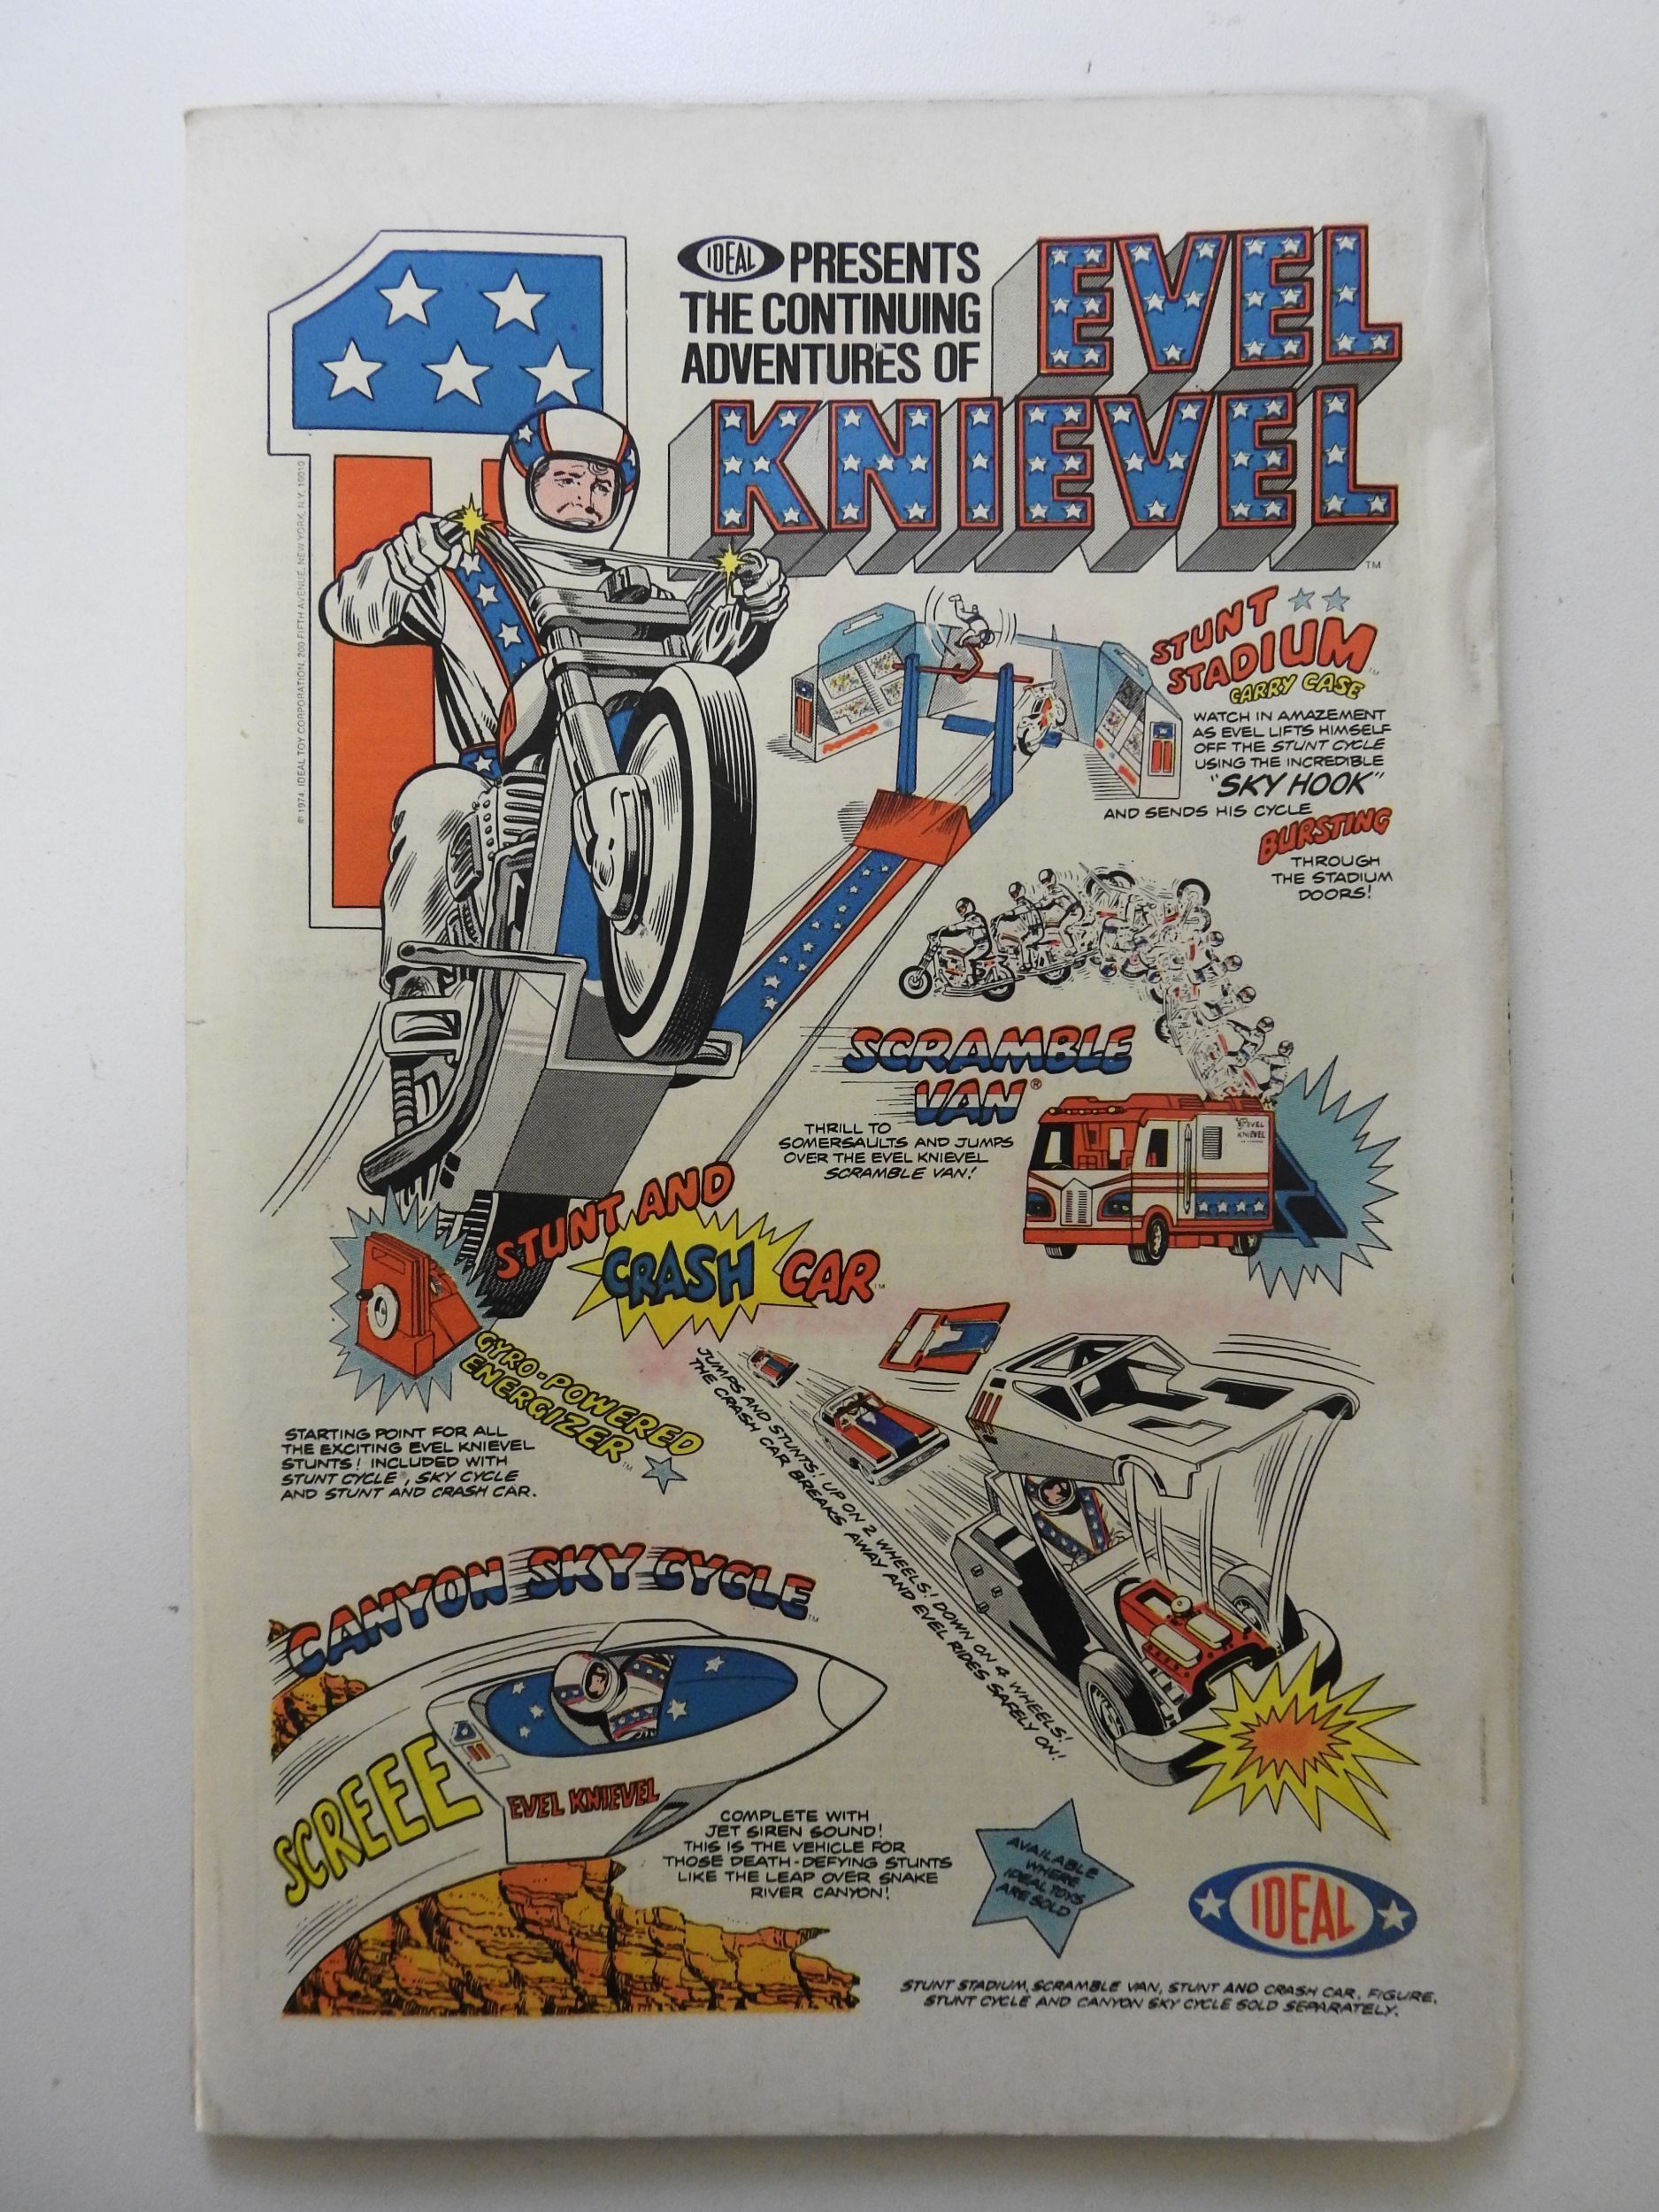 IDEAL PRESENTS
THE CONTINUING
ADVENTURES OF
EVEL
KNIEVEL
TM
© 1974, IDEAL TOY CORPORATION, 200 FIFTH AVENUE, NEW YORK, N.Y. 10010
STUNT
STADIUM
CARRY CASE
WATCH IN AMAZEMENT
AS EVEL LIFTS HIMSELF
OFF THE STUNT CYCLE
USING THE INCREDIBLE
"SKY HOOK"
AND SENDS HIS CYCLE
BURSTING
THROUGH
THE STADIUM
DOORS!
SCRAMBLE
VAN®
THRILL TO
SOMERSAULTS AND JUMPS
OVER THE EVEL KNIEVEL
SCRAMBLE VAN!
EVEL
KNIEVEL
STUNT AND
CRASH CAR™
GYRO-POWERED
ENERGIZER™
STARTING POINT FOR ALL
THE EXCITING EVEL KNIEVEL
STUNTS! INCLUDED WITH
STUNT CYCLE®, SKY CYCLE
AND STUNT AND CRASH CAR.
JUMPS AND STUNTS! UP ON 2 WHEELS! DOWN ON 4 WHEELS!
THE CRASH CAR BREAKS AWAY AND EVEL RIDES SAFELY ON!
1
CANYON SKY CYCLE™
SCREEE
1
EVEL KNIEVEL
COMPLETE WITH
JET SIREN SOUND!
THIS IS THE VEHICLE FOR
THOSE DEATH-DEFYING STUNTS
LIKE THE LEAP OVER SNAKE
RIVER CANYON!
AVAILABLE
WHERE
IDEAL TOYS
ARE SOLD
IDEAL
STUNT STADIUM, SCRAMBLE VAN, STUNT AND CRASH CAR, FIGURE,
STUNT CYCLE AND CANYON SKY CYCLE SOLD SEPARATELY.